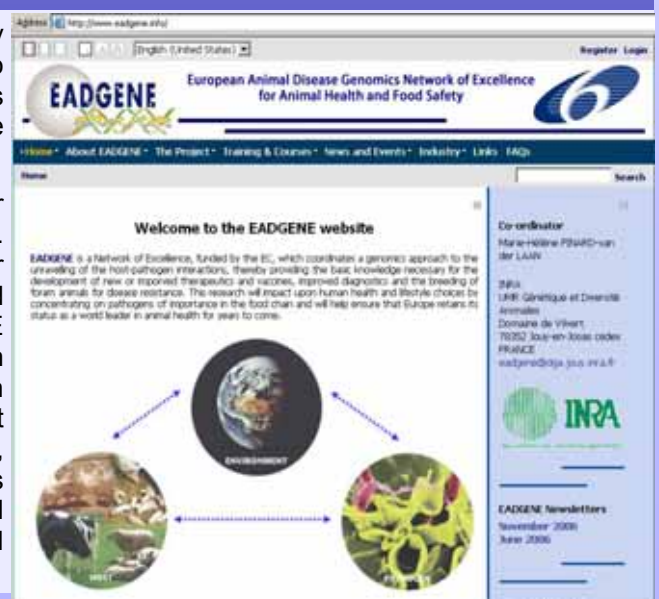 Address http://www.eadgene.info/
English (United States)
Register Login
EADGENE
European Animal Disease Genomics Network of Excellence
for Animal Health and Food Safety
Home About EADGENE The Project Training & Courses News and Events Industry Links FAQs
Home
Search
Welcome to the EADGENE website
EADGENE is a Network of Excellence, funded by the EC, which coordinates a genomics approach to the
unravelling of the host-pathogen interactions, thereby providing the basic knowledge necessary for the
development of new or improved therapeutics and vaccines, improved diagnostics and the breeding of
farm animals for disease resistance. This research will impact upon human health and lifestyle choices by
concentrating on pathogens of importance in the food chain and will help ensure that Europe retains its
status as a world leader in animal health for years to come.
ENVIRONMENT
HOST
Co-ordinator
Marie-Hélène PINARD-van
der LAAN
INRA
UMR Génétique et Diversité
Animales
Domaine de Vilvert
78352 Jouy-en-Josas cedex
FRANCE
INRA
EADGENE Newsletters
November 2006
June 2006